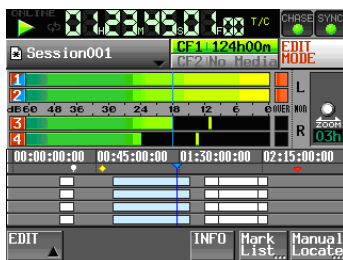 ONLINE
01H23M45S01F00 T/C CHASE SYNC
Session001
CF1 124h00m
CF2 No Media
EDIT MODE
1
2
L
dB60 48 36 30 24 18 12 6 0 OVER MON
3
4
R
ZOOM
03h
00:00:00:00 00:45:00:00 01:30:00:00 02:15:00:00
EDIT INFO Mark List... Manual Locate...